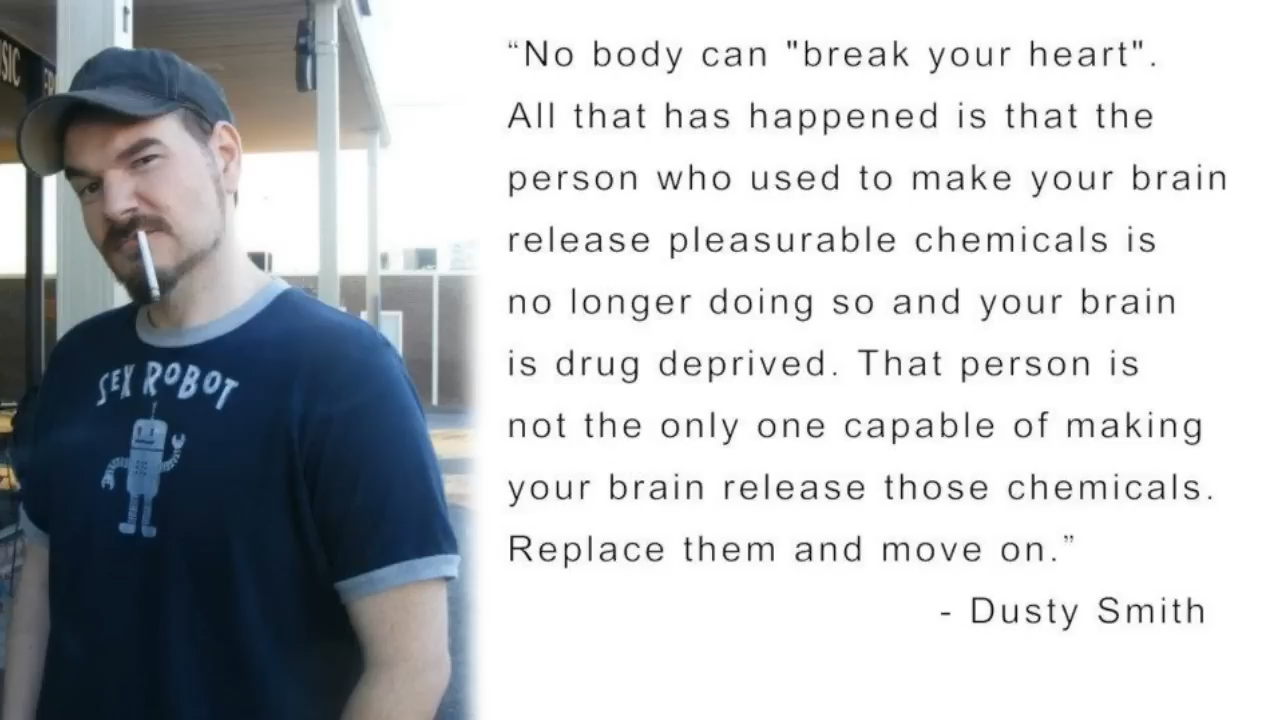 SIC
SEX ROBOT
“No body can "break your heart".
All that has happened is that the
person who used to make your brain
release pleasurable chemicals is
no longer doing so and your brain
is drug deprived. That person is
not the only one capable of making
your brain release those chemicals.
Replace them and move on.”
- Dusty Smith